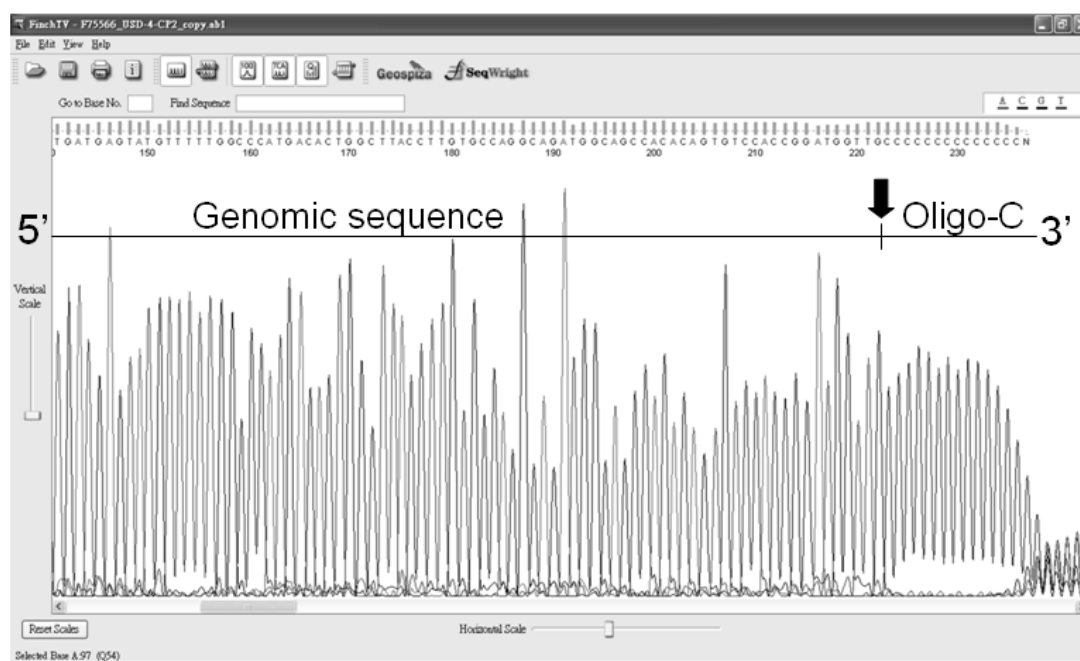 FinchTV - F75566_USD-4-CP2_copy.ab1
File Edit View Help
Geospiza SeqWright
Go to Base No. Find Sequence A C G T
TGATGAGTATGTTTTTGGCCCATGACACTGGCTTACCTTGTGCCAGGCAGATGGCAGCCACACAGTGTCCACCGGATGGTTGCCCCCCCCCCCCCCN
0 150 160 170 180 190 200 210 220 230
5’ Genomic sequence Oligo-C 3’
Vertical
Scale
Reset Scales Horizontal Scale
Selected Base A:97 (Q54)